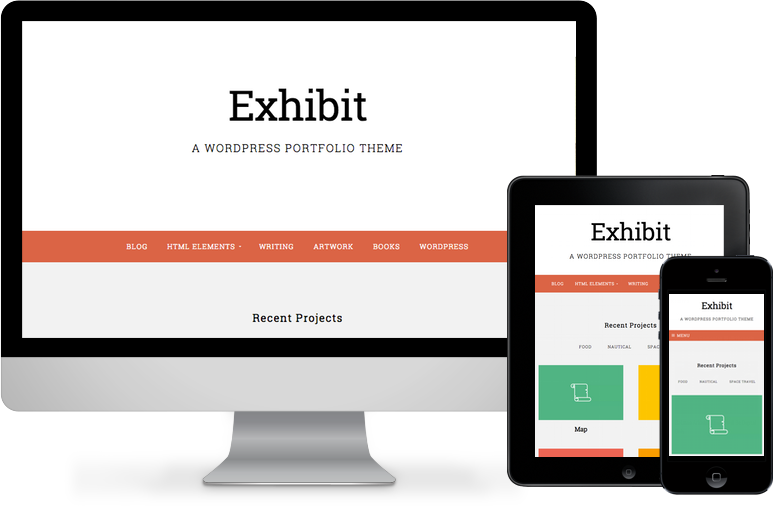 Exhibit
A WORDPRESS PORTFOLIO THEME
BLOG HTML ELEMENTS WRITING ARTWORK BOOKS WORDPRESS
Recent Projects
Exhibit
A WORDPRESS PORTFOLIO THEME
BLOG HTML ELEMENTS WRITING
Recent Projects
FOOD NAUTICAL
Map
Exhibit
A WORDPRESS PORTFOLIO THEME
≡ MENU
Recent Projects
FOOD NAUTICAL SPACE TRAVEL